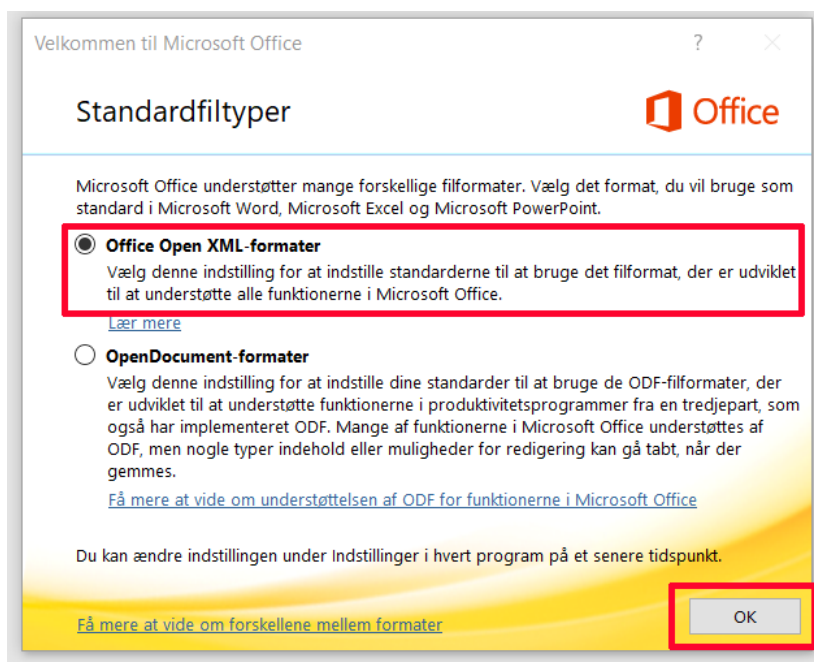 Velkommen til Microsoft Office
?
Standardfiltyper
Office
Microsoft Office understøtter mange forskellige filformater. Vælg det format, du vil bruge som
standard i Microsoft Word, Microsoft Excel og Microsoft PowerPoint.
Office Open XML-formater
Vælg denne indstilling for at indstille standarderne til at bruge det filformat, der er udviklet
til at understøtte alle funktionerne i Microsoft Office.
Lær mere
OpenDocument-formater
Vælg denne indstilling for at indstille dine standarder til at bruge de ODF-filformater, der
er udviklet til at understøtte funktionerne i produktivitetsprogrammer fra en tredjepart, som
også har implementeret ODF. Mange af funktionerne i Microsoft Office understøttes af
ODF, men nogle typer indehold eller muligheder for redigering kan gå tabt, når der
gemmes.
Få mere at vide om understøttelsen af ODF for funktionerne i Microsoft Office
Du kan ændre indstillingen under Indstillinger i hvert program på et senere tidspunkt.
Få mere at vide om forskellene mellem formater
OK